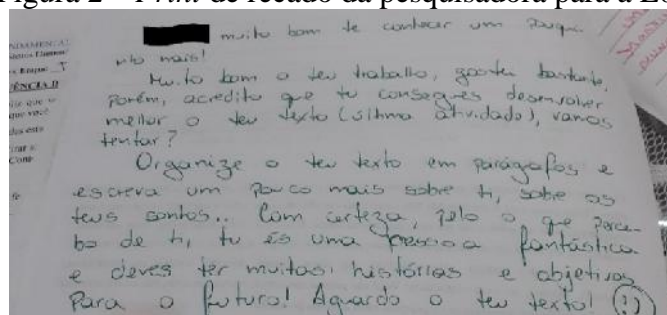 Figura 2 – Print de recado da pesquisadora para a
muito bom te conhecer um pouqui-
nho mais!
Muito bom o teu trabalho, gostei bastante,
porém, acredito que tu consegues desenvolver
melhor o teu texto (última atividade), vamos
tentar?
Organize o teu texto em parágrafos e
escreva um pouco mais sobre ti, sobre os
teus sonhos.. Com certeza, pelo o que perce-
bo de ti, tu és uma pessoa fantástica
e deves ter muitas histórias e objetivos
para o futuro! Aguardo o teu texto! :)